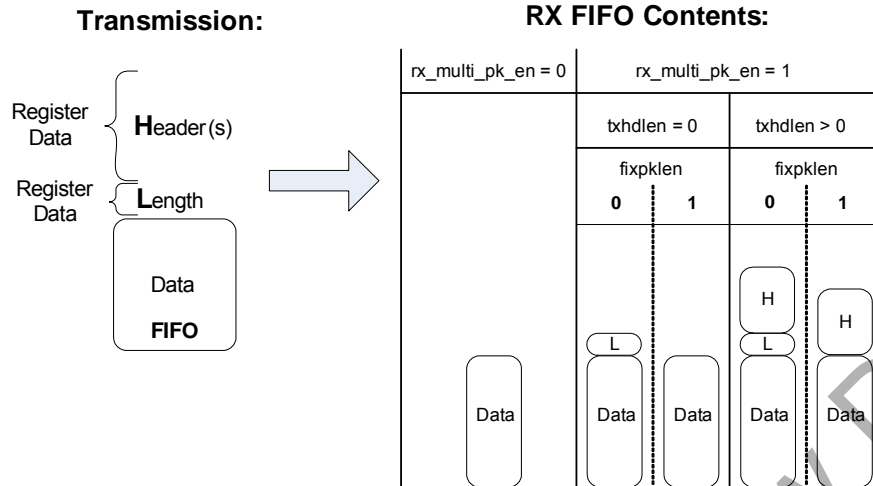 Transmission:
RX FIFO Contents:
rx_multi_pk_en = 0
rx_multi_pk_en = 1
Register
Data
Header(s)
txhdlen = 0
txhdlen > 0
Register
Data
Length
fixpklen
fixpklen
0
1
0
1
Data
FIFO
H
H
L
L
Data
Data
Data
Data
Data